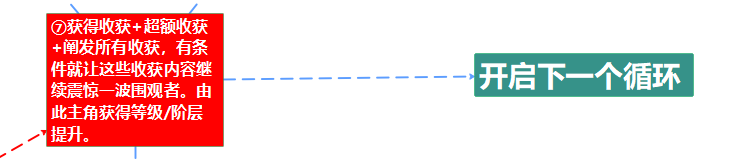 ⑦获得收获+超额收获
+阐发所有收获，有条
件就让这些收获内容继
续震惊一波围观者。由
此主角获得等级/阶层
提升。
开启下一个循环